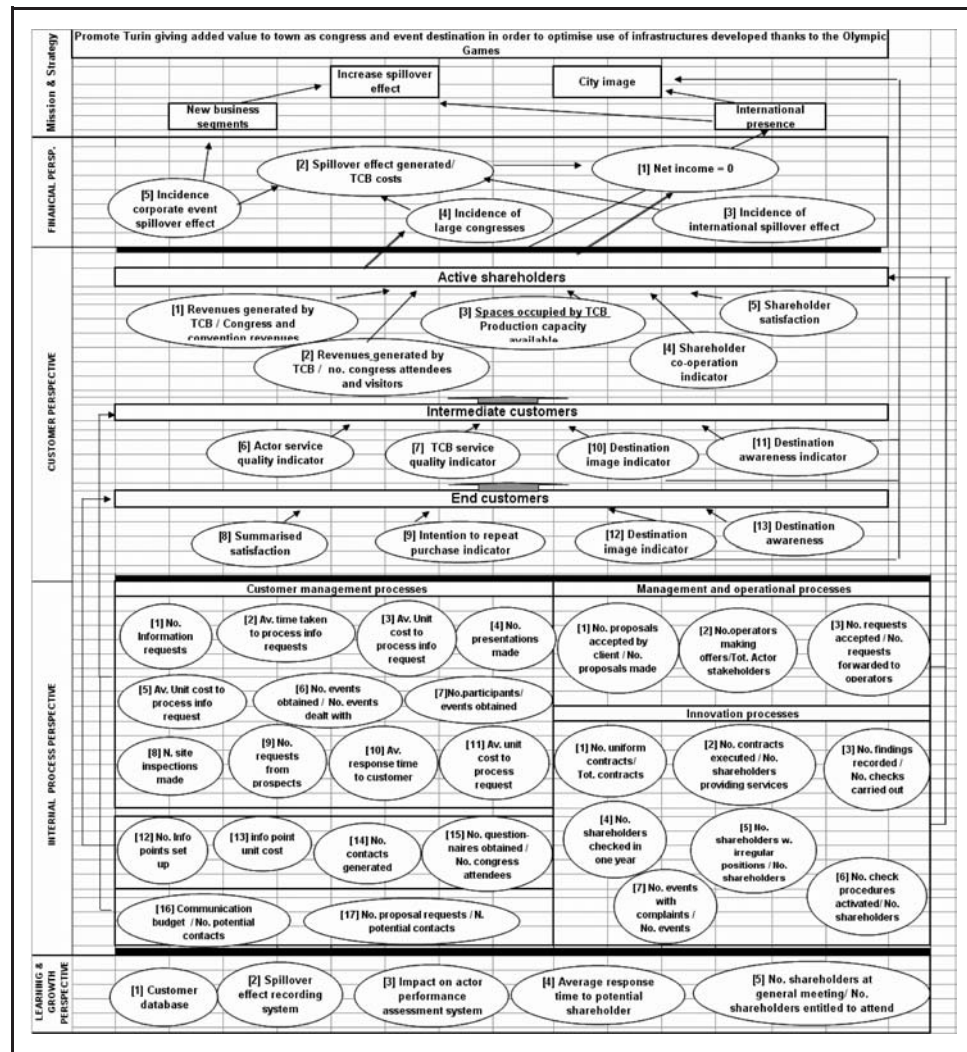 Promote Turin giving added value to town as congress and event destination in order to optimise use of infrastructures developed thanks to the Olympic
Games
Mission & Strategy
Increase spillover
effect
City image
New business
segments
International
presence
FINANCIAL PERSP.
[2] Spillover effect generated/
TCB costs
[1] Net income = 0
[5] Incidence
corporate event
spillover effect
[4] Incidence of
large congresses
[3] Incidence of
international spillover effect
CUSTOMER PERSPECTIVE
Active shareholders
[1] Revenues generated by
TCB / Congress and
convention revenues
[3] Spaces occupied by TCB
Production capacity
available
[5] Shareholder
satisfaction
[2] Revenues generated by
TCB / no. congress attendees
and visitors
[4] Shareholder
co-operation
indicator
Intermediate customers
[6] Actor service
quality indicator
[7] TCB service
quality indicator
[10] Destination
image indicator
[11] Destination
awareness indicator
End customers
[8] Summarised
satisfaction
[9] Intention to repeat
purchase indicator
[12] Destination
image indicator
[13] Destination
awareness
INTERNAL PROCESS PERSPECTIVE
Customer management processes
[1] No.
Information
requests
[2] Av. time taken
to process info
requests
[3] Av. Unit
cost to
process info
request
[4] No.
presentations
made
[5] Av. Unit cost to
process info
request
[6] No. events
obtained / No. events
dealt with
[7]No.participants/
events obtained
[8] N. site
inspections
made
[9] No.
requests
from
prospects
[10] Av.
response time
to customer
[11] Av. unit
cost to
process
request
[12] No. Info
points set
up
[13] info point
unit cost
[14] No.
contacts
generated
[15] No. question-
naires obtained /
No. congress
attendees
[16] Communication
budget / No. potential
contacts
[17] No. proposal requests / N.
potential contacts
Management and operational processes
[1] No. proposals
accepted by
client / No.
proposals made
[2] No.operators
making
offers/Tot. Actor
stakeholders
[3] No. requests
accepted / No.
requests
forwarded to
operators
Innovation processes
[1] No. uniform
contracts/
Tot. contracts
[2] No. contracts
executed / No.
shareholders
providing services
[3] No. findings
recorded /
No. checks
carried out
[4] No.
shareholders
checked in
one year
[5] No.
shareholders w.
irregular
positions / No.
shareholders
[6] No. check
procedures
activated/ No.
shareholders
[7] No. events
with
complaints /
No. events
LEARNING &
GROWTH
PERSPECTIVE
[1] Customer
database
[2] Spillover
effect recording
system
[3] Impact on actor
performance
assessment system
[4] Average response
time to potential
shareholder
[5] No. shareholders at
general meeting/ No.
shareholders entitled to attend